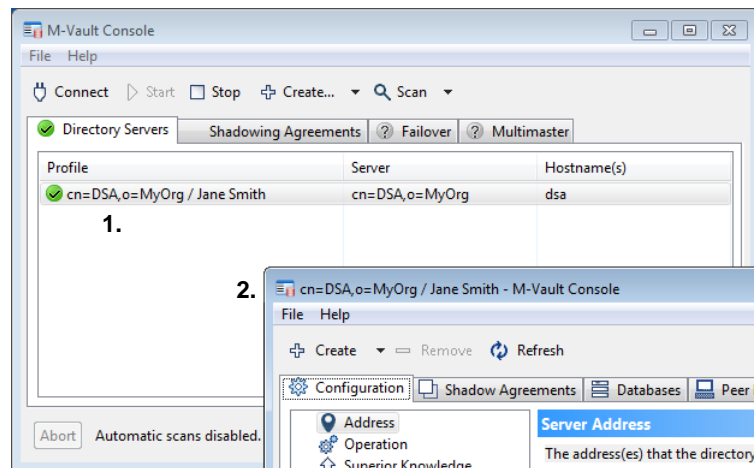 M-Vault Console
File Help
Connect Start Stop Create... Scan
Directory Servers Shadowing Agreements ? Failover ? Multimaster
Profile Server Hostname(s)
cn=DSA,o=MyOrg / Jane Smith cn=DSA,o=MyOrg dsa
1.
2.
cn=DSA,o=MyOrg / Jane Smith - M-Vault Console
File Help
Create Remove Refresh
Configuration Shadow Agreements Databases Peer
Address
Server Address
Operation
The address(es) that the directory
Superior Knowledge
Abort Automatic scans disabled.